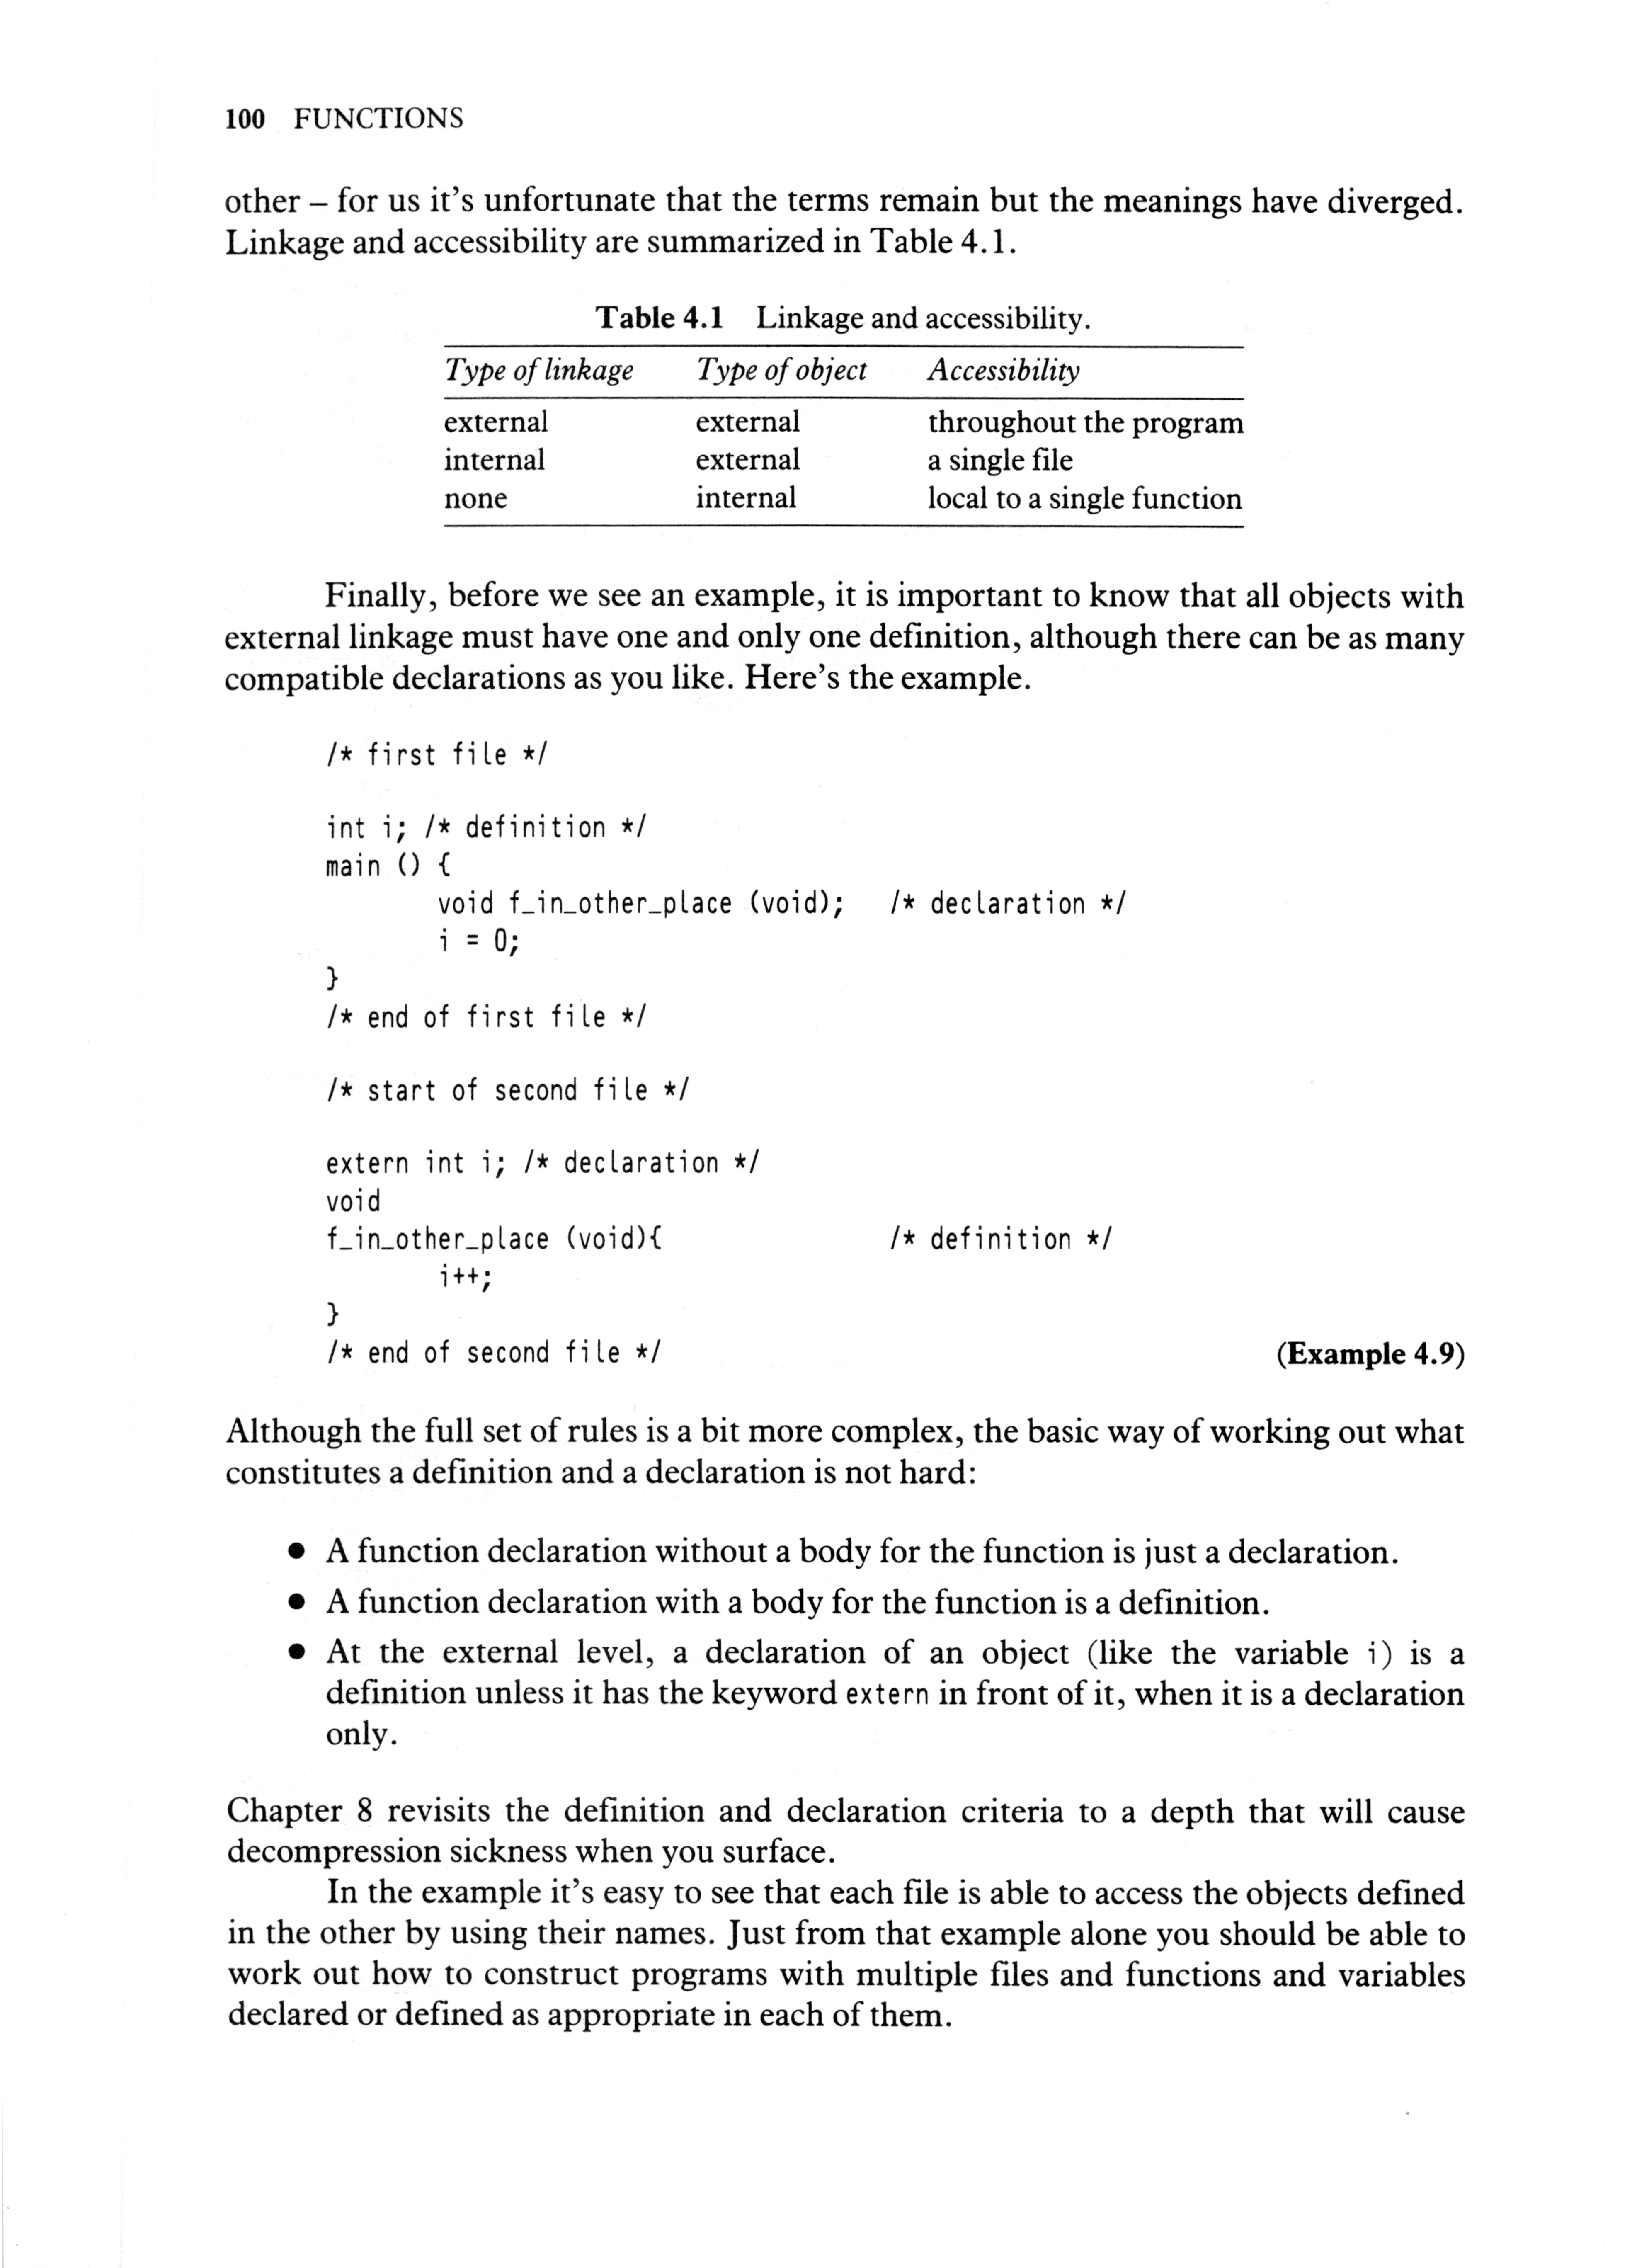 100 FUNCTIONS
other – for us it's unfortunate that the terms remain but the meanings have diverged.
Linkage and accessibility are summarized in Table 4.1.
Table 4.1 Linkage and accessibility.
Type of linkage Type of object Accessibility
external external throughout the program
internal external a single file
none internal local to a single function
Finally, before we see an example, it is important to know that all objects with
external linkage must have one and only one definition, although there can be as many
compatible declarations as you like. Here's the example.
/* first file */
int i; /* definition */
main () {
void f_in_other_place (void); /* declaration */
i = 0;
}
/* end of first file */
/* start of second file */
extern int i; /* declaration */
void
f_in_other_place (void){ /* definition */
i++;
}
/* end of second file */ (Example 4.9)
Although the full set of rules is a bit more complex, the basic way of working out what
constitutes a definition and a declaration is not hard:
● A function declaration without a body for the function is just a declaration.
● A function declaration with a body for the function is a definition.
● At the external level, a declaration of an object (like the variable i) is a
definition unless it has the keyword extern in front of it, when it is a declaration
only.
Chapter 8 revisits the definition and declaration criteria to a depth that will cause
decompression sickness when you surface.
In the example it's easy to see that each file is able to access the objects defined
in the other by using their names. Just from that example alone you should be able to
work out how to construct programs with multiple files and functions and variables
declared or defined as appropriate in each of them.